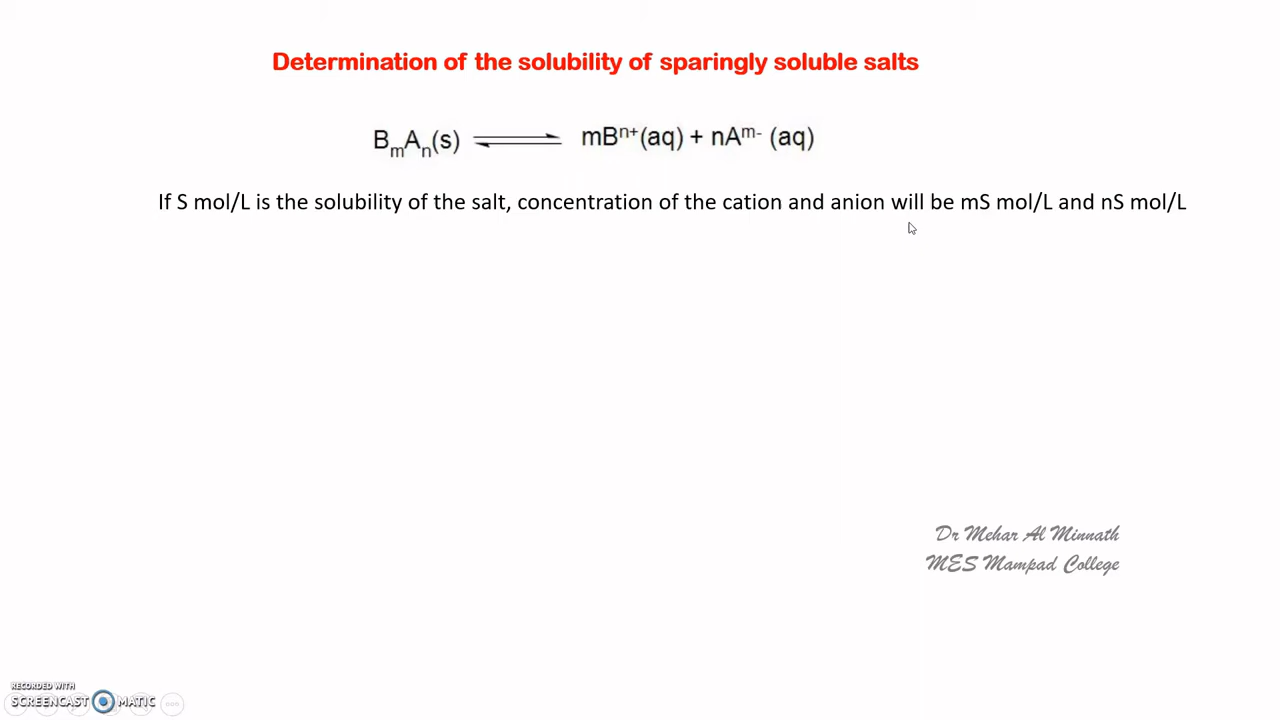 Determination of the solubility of sparingly soluble salts
BₘAₙ(s) ⇌ mBⁿ⁺(aq) + nAᵐ⁻ (aq)
If S mol/L is the solubility of the salt, concentration of the cation and anion will be mS mol/L and nS mol/L
Dr Mehar Al Minnath
MES Mampad College
RECORDED WITH
SCREENCAST MATIC